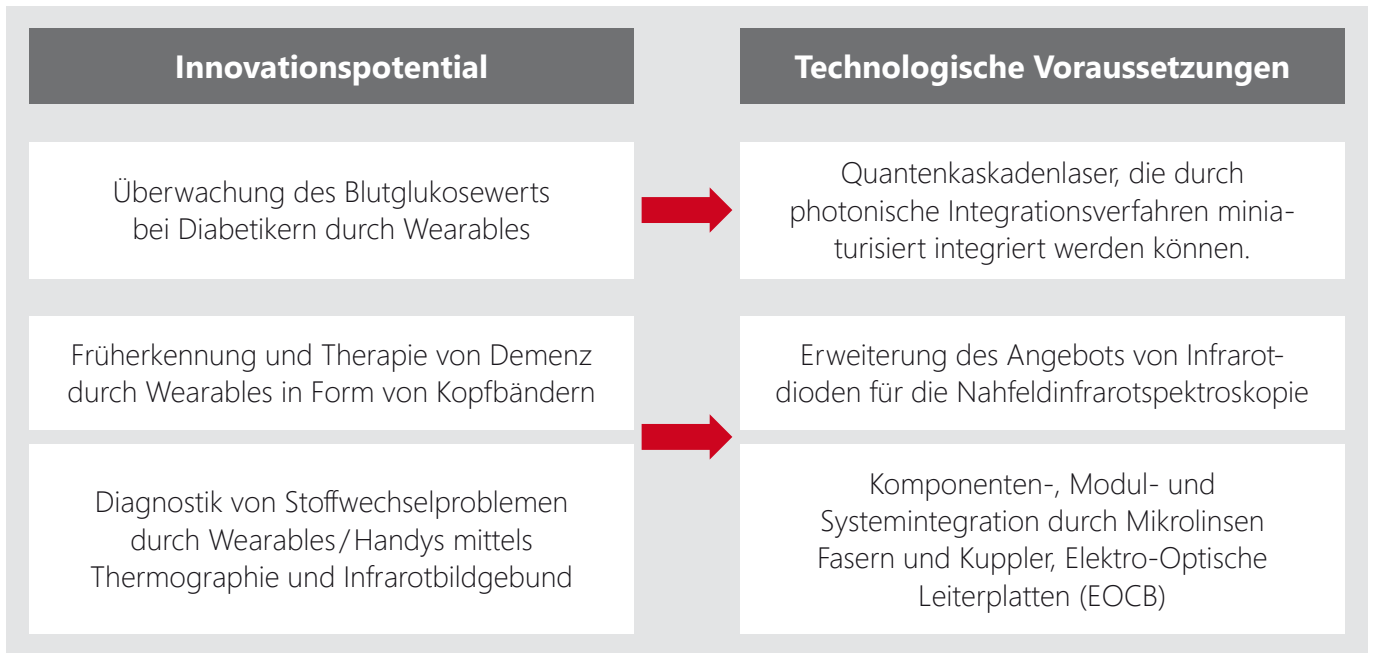 Innovationspotential
Technologische Voraussetzungen
Überwachung des Blutglukosewerts
bei Diabetikern durch Wearables
Quantenkaskadenlaser, die durch
photonische Integrationsverfahren minia-
turisiert integriert werden können.
Früherkennung und Therapie von Demenz
durch Wearables in Form von Kopfbändern
Erweiterung des Angebots von Infrarot-
dioden für die Nahfeldinfrarotspektroskopie
Diagnostik von Stoffwechselproblemen
durch Wearables/Handys mittels
Thermographie und Infrarotbildgebund
Komponenten-, Modul- und
Systemintegration durch Mikrolinsen
Fasern und Kuppler, Elektro-Optische
Leiterplatten (EOCB)